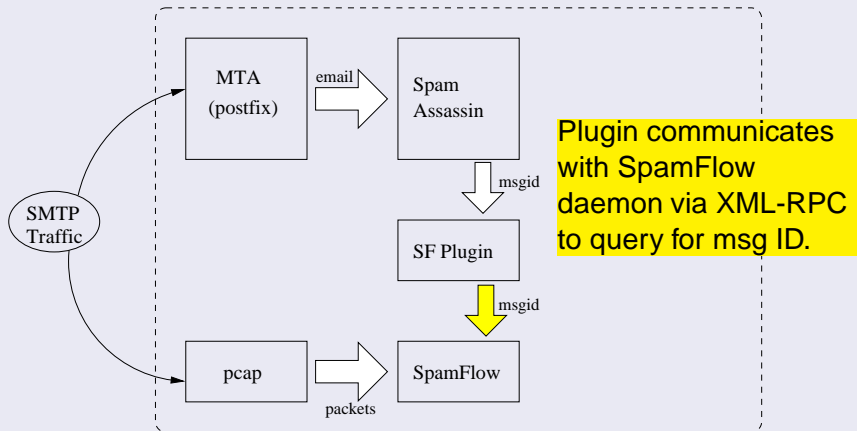 MTA
(postfix)
email
Spam
Assassin
Plugin communicates
with SpamFlow
daemon via XML-RPC
to query for msg ID.
msgid
SMTP
Traffic
SF Plugin
msgid
pcap
packets
SpamFlow